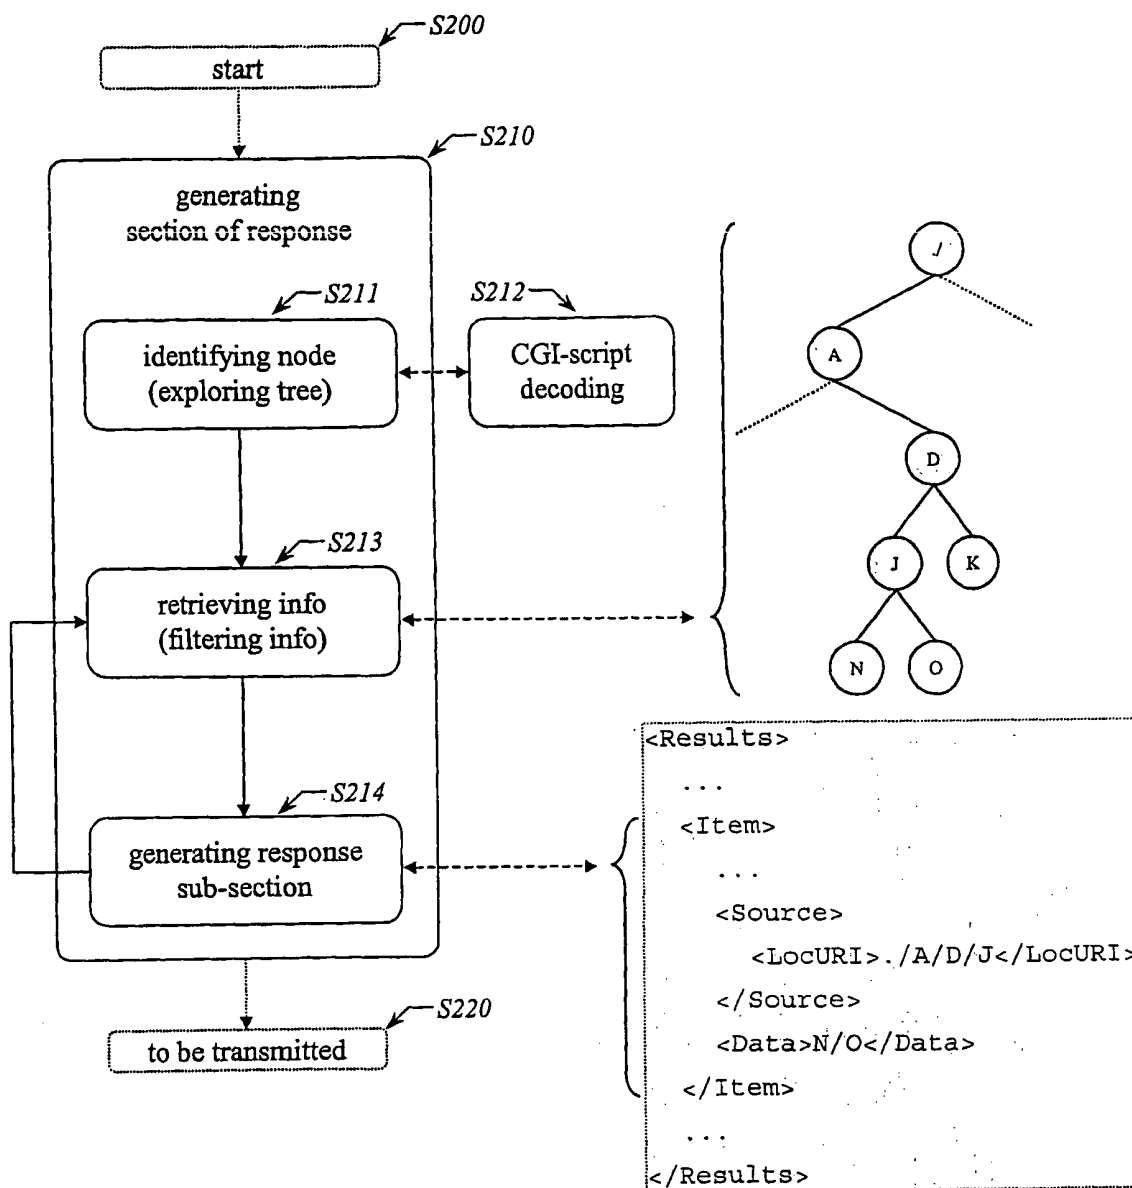 S200
start
S210
generating
section of response
S211
identifying node
(exploring tree)
S212
CGI-script
decoding
S213
retrieving info
(filtering info)
S214
generating response
sub-section
S220
to be transmitted
./
A
D
J
K
N
O
<Results>
...
<Item>
...
<Source>
<LocURI>./A/D/J</LocURI>
</Source>
<Data>N/O</Data>
</Item>
...
</Results>